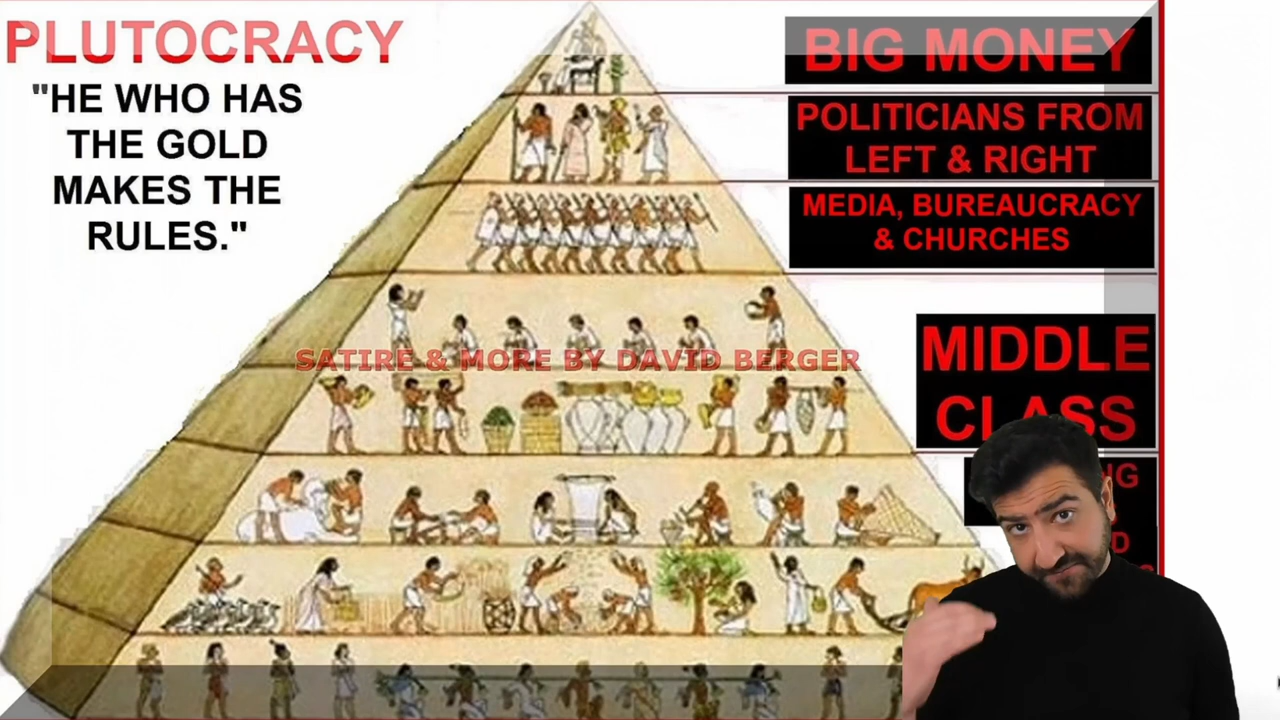 PLUTOCRACY
"HE WHO HAS
THE GOLD
MAKES THE
RULES."
BIG MONEY
POLITICIANS FROM
LEFT & RIGHT
MEDIA, BUREAUCRACY
& CHURCHES
SATIRE & MORE BY DAVID BERGER
MIDDLE
CLASS